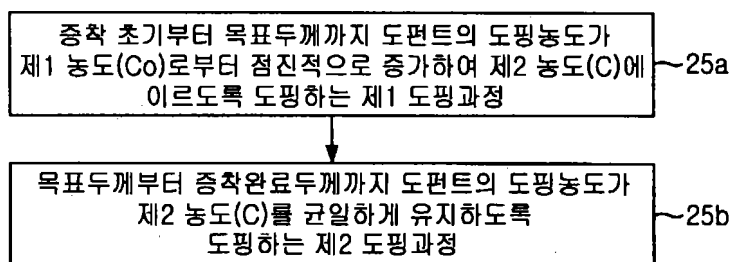 증착 초기부터 목표두께까지 도펀트의 도핑농도가
제1 농도(Co)로부터 점진적으로 증가하여 제2 농도(C)에
이르도록 도핑하는 제1 도핑과정
25a
목표두께부터 증착완료두께까지 도펀트의 도핑농도가
제2 농도(C)를 균일하게 유지하도록
도핑하는 제2 도핑과정
25b